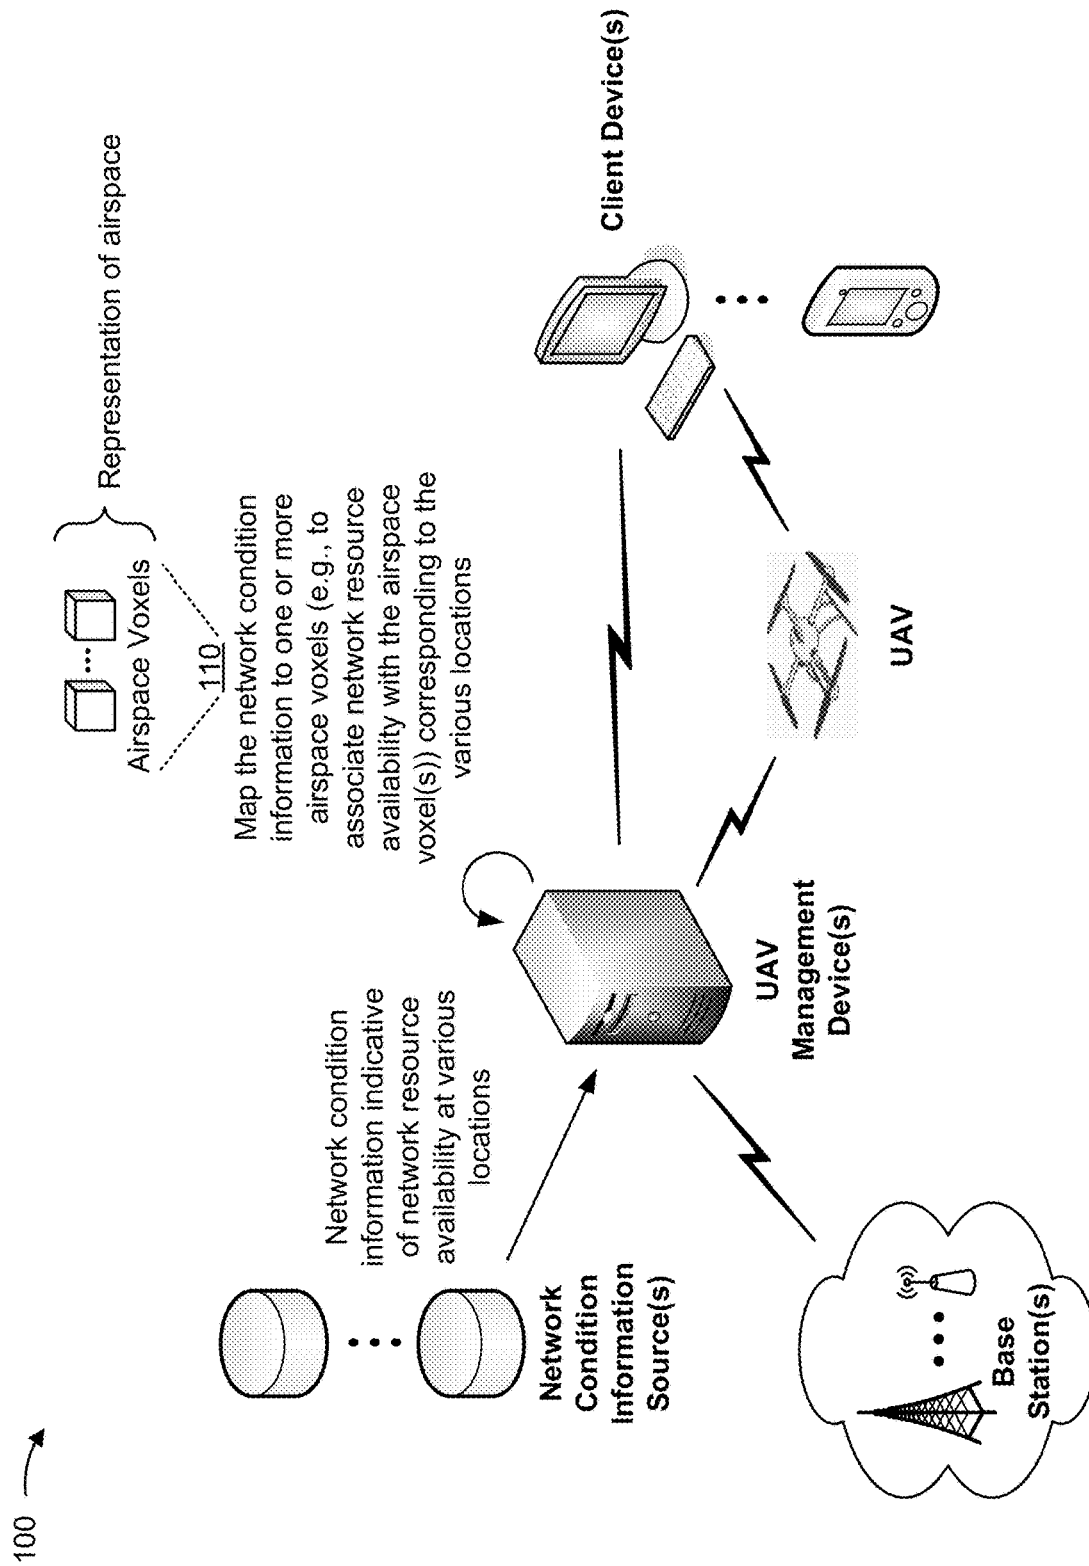 100
Airspace Voxels
Representation of airspace
110
Map the network condition
information to one or more
airspace voxels (e.g., to
associate network resource
availability with the airspace
voxel(s)) corresponding to the
various locations
Network condition
information indicative
of network resource
availability at various
locations
Network
Condition
Information
Source(s)
UAV
Management
Device(s)
Client Device(s)
UAV
Base
Station(s)